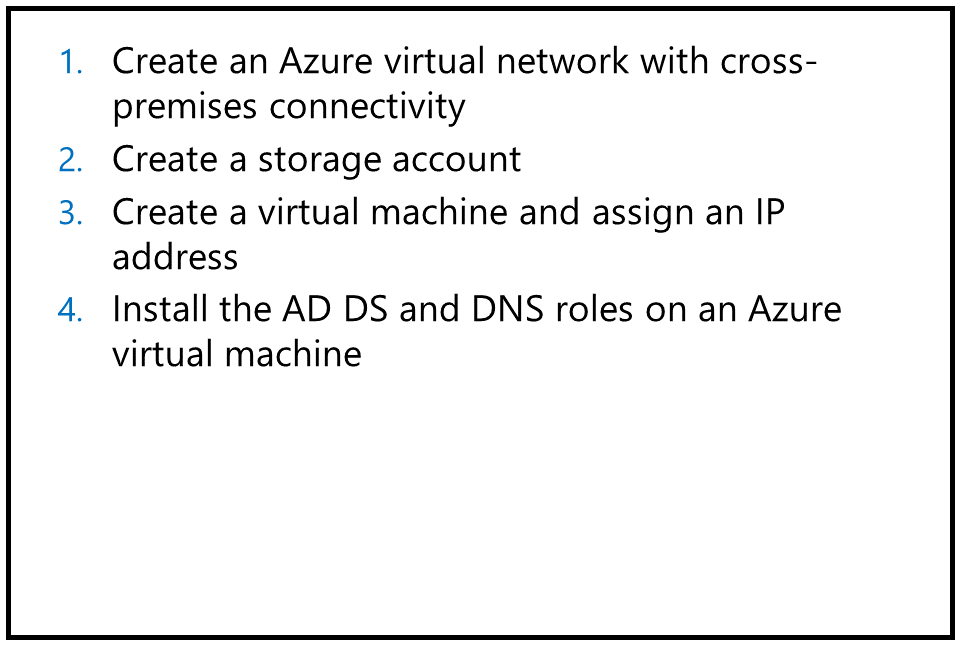 1. Create an Azure virtual network with cross-
premises connectivity
2. Create a storage account
3. Create a virtual machine and assign an IP
address
4. Install the AD DS and DNS roles on an Azure
virtual machine